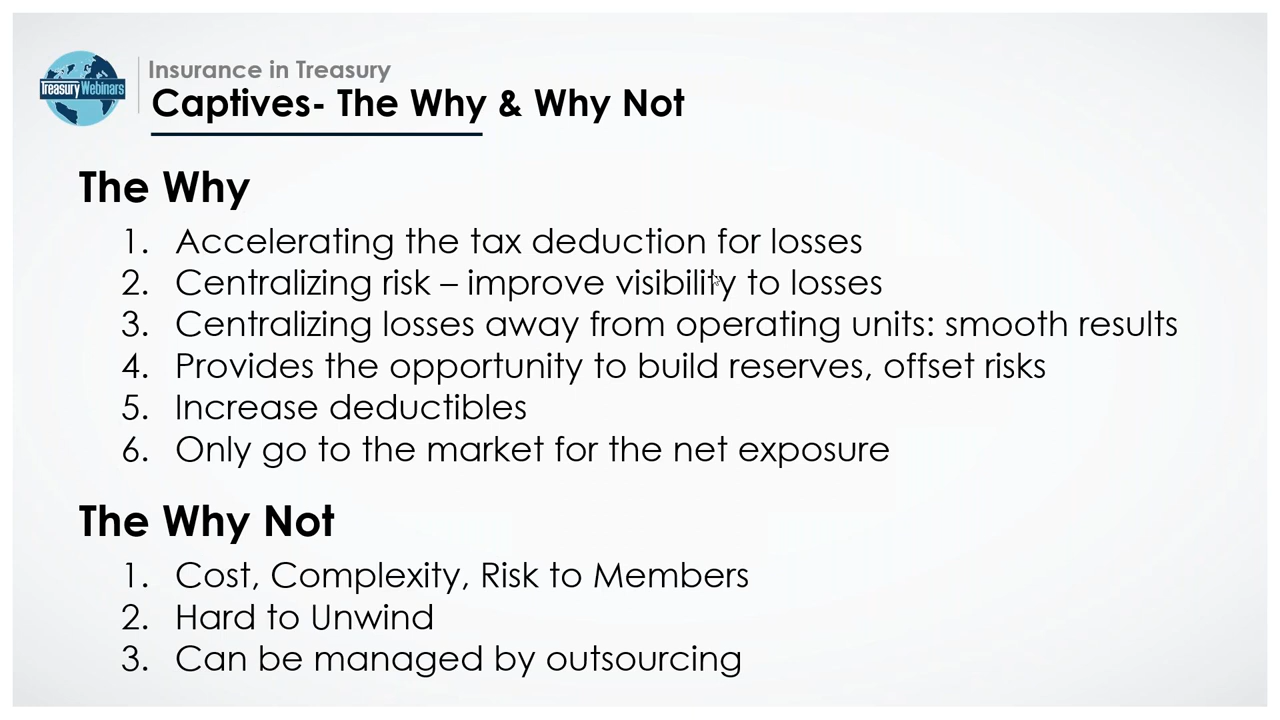 Treasury Webinars
Insurance in Treasury
Captives- The Why & Why Not
The Why
1. Accelerating the tax deduction for losses
2. Centralizing risk – improve visibility to losses
3. Centralizing losses away from operating units: smooth results
4. Provides the opportunity to build reserves, offset risks
5. Increase deductibles
6. Only go to the market for the net exposure
The Why Not
1. Cost, Complexity, Risk to Members
2. Hard to Unwind
3. Can be managed by outsourcing